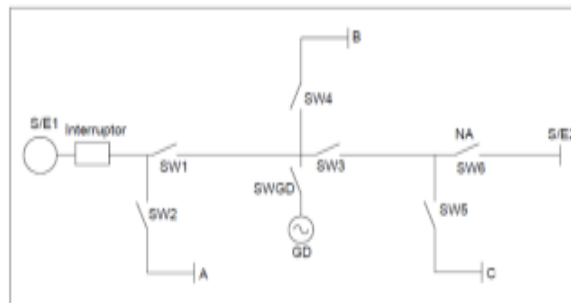 B
SW4
S/E1
Interruptor
NA
S/E2
SW1
SW3
SW6
SWGD
SW2
SW5
GD
A
C